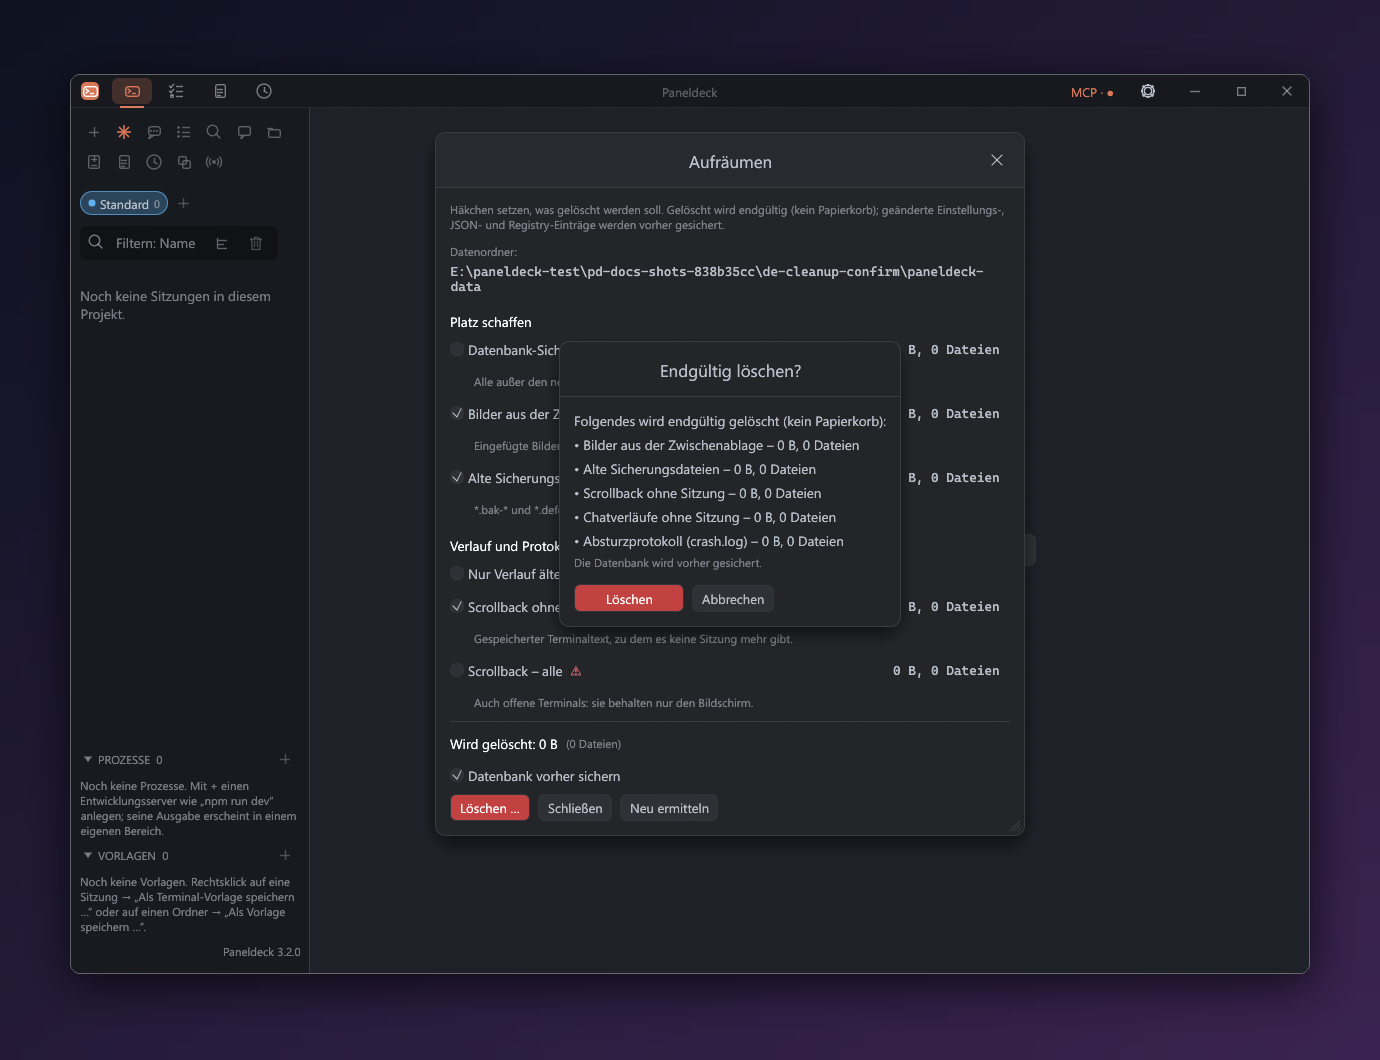 Paneldeck
MCP ·
Standard 0
Filtern: Name
Noch keine Sitzungen in diesem
Projekt.
PROZESSE 0
Noch keine Prozesse. Mit + einen
Entwicklungsserver wie „npm run dev“
anlegen; seine Ausgabe erscheint in einem
eigenen Bereich.
VORLAGEN 0
Noch keine Vorlagen. Rechtsklick auf eine
Sitzung → „Als Terminal-Vorlage speichern
…“ oder auf einen Ordner → „Als Vorlage
speichern …“.
Paneldeck 3.2.0
Aufräumen
Häkchen setzen, was gelöscht werden soll. Gelöscht wird endgültig (kein Papierkorb); geänderte Einstellungs-,
JSON- und Registry-Einträge werden vorher gesichert.
Datenordner:
E:\paneldeck-test\pd-docs-shots-838b35cc\de-cleanup-confirm\paneldeck-
data
Platz schaffen
Datenbank-Sich B, 0 Dateien
Alle außer den
Bilder aus der Z B, 0 Dateien
Eingefügte Bilder
Alte Sicherungs B, 0 Dateien
*.bak-* und *.def
Verlauf und Protok
Nur Verlauf älte
Scrollback ohne B, 0 Dateien
Gespeicherter Terminaltext, zu dem es keine Sitzung mehr gibt.
Scrollback – alle 0 B, 0 Dateien
Auch offene Terminals: sie behalten nur den Bildschirm.
Wird gelöscht: 0 B (0 Dateien)
Datenbank vorher sichern
Löschen … Schließen Neu ermitteln
Endgültig löschen?
Folgendes wird endgültig gelöscht (kein Papierkorb):
• Bilder aus der Zwischenablage – 0 B, 0 Dateien
• Alte Sicherungsdateien – 0 B, 0 Dateien
• Scrollback ohne Sitzung – 0 B, 0 Dateien
• Chatverläufe ohne Sitzung – 0 B, 0 Dateien
• Absturzprotokoll (crash.log) – 0 B, 0 Dateien
Die Datenbank wird vorher gesichert.
Löschen Abbrechen